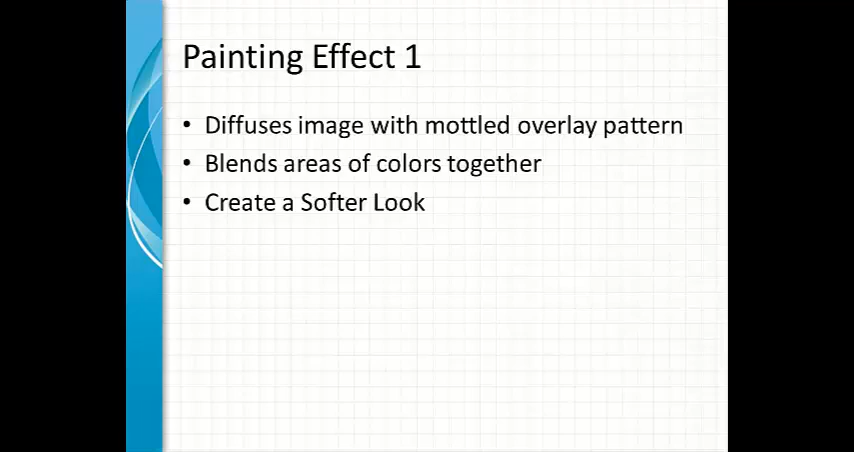 Painting Effect 1
• Diffuses image with mottled overlay pattern
• Blends areas of colors together
• Create a Softer Look